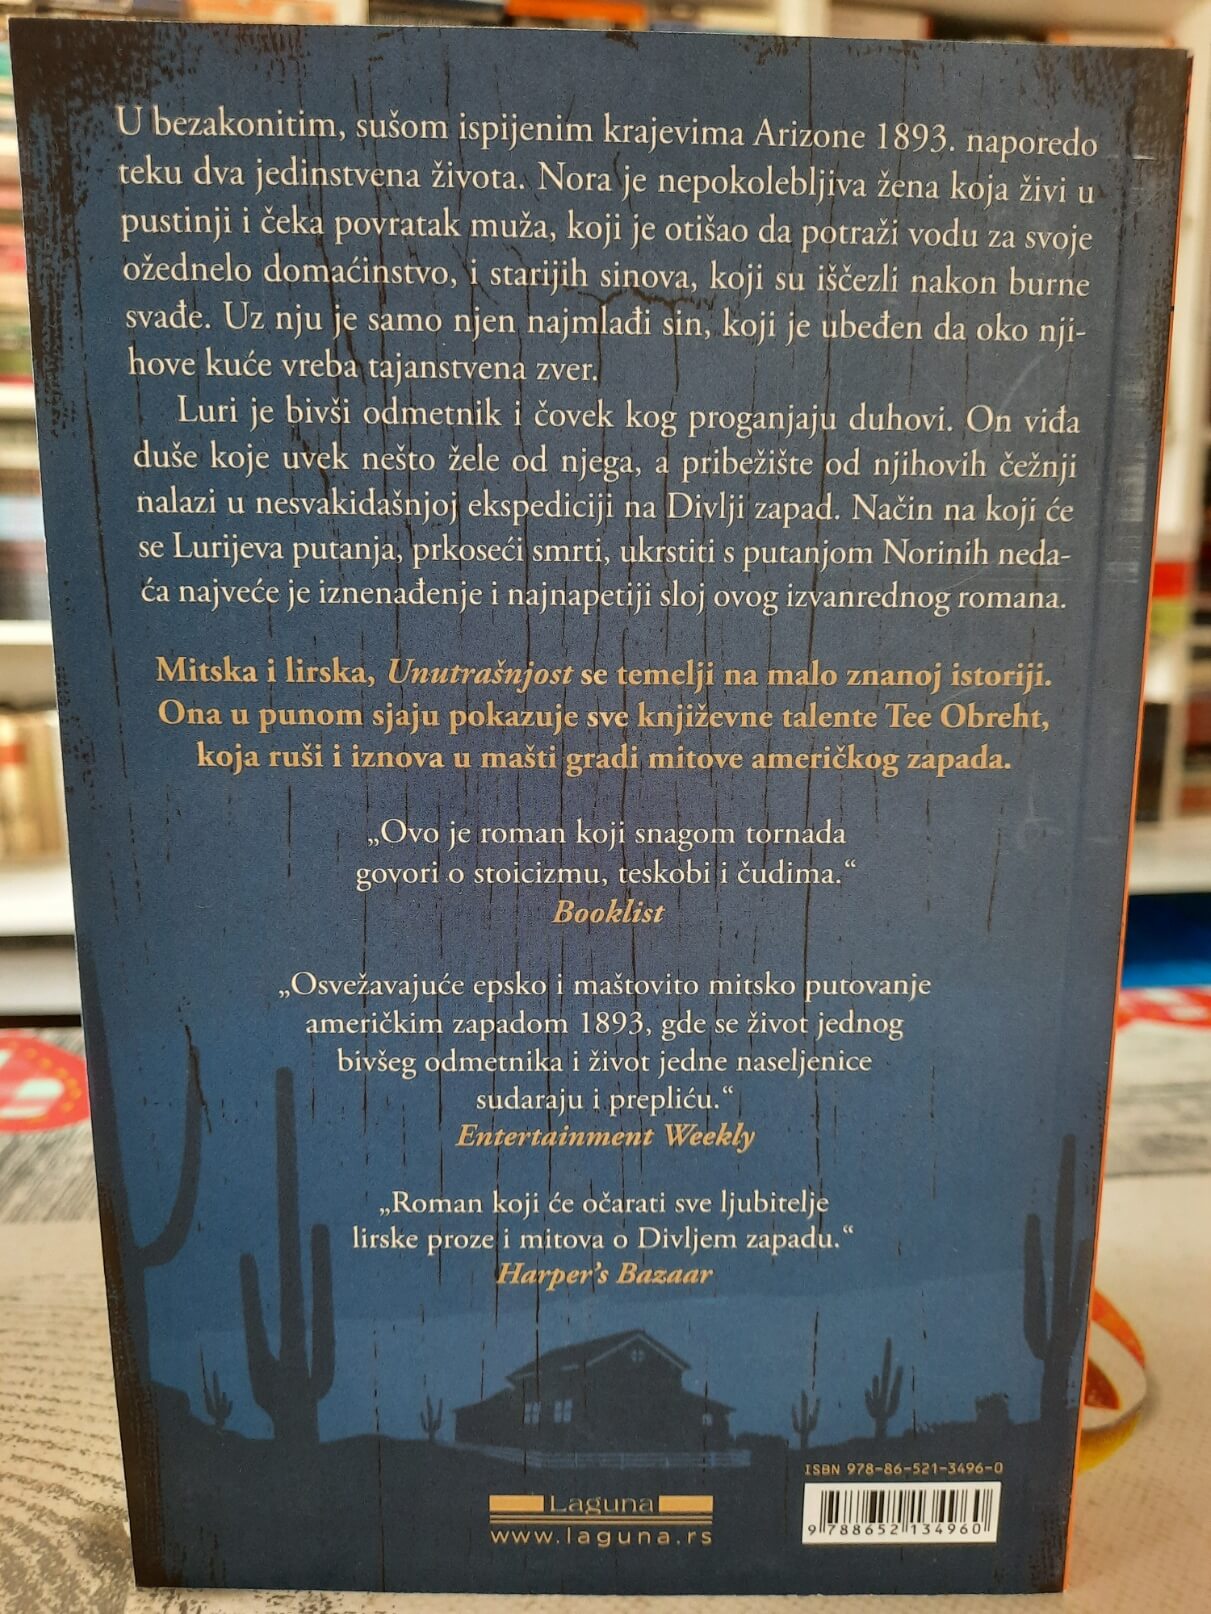 U bezakonitim, sušom ispijenim krajevima Arizone 1893. naporedo
teku dva jedinstvena života. Nora je nepokolebljiva žena koja živi u
pustinji i čeka povratak muža, koji je otišao da potraži vodu za svoje
ožednelo domaćinstvo, i starijih sinova, koji su iščezli nakon burne
svađe. Uz nju je samo njen najmlađi sin, koji je ubeđen da oko nji-
hove kuće vreba tajanstvena zver.
Luri je bivši odmetnik i čovek kog proganjaju duhovi. On viđa
duše koje uvek nešto žele od njega, a pribežište od njihovih čežnji
nalazi u nesvakidašnjoj ekspediciji na Divlji zapad. Način na koji će
se Lurijeva putanja, prkoseći smrti, ukrstiti s putanjom Norinih neda-
ća najveće je iznenađenje i najnapetiji sloj ovog izvanrednog romana.
Mitska i lirska, Unutrašnjost se temelji na malo znanoj istoriji.
Ona u punom sjaju pokazuje sve književne talente Tee Obreht,
koja ruši i iznova u mašti gradi mitove američkog zapada.
„Ovo je roman koji snagom tornada
govori o stoicizmu, teskobi i čudima.“
Booklist
„Osvežavajuće epsko i maštovito mitsko putovanje
američkim zapadom 1893, gde se život jednog
bivšeg odmetnika i život jedne naseljenice
sudaraju i prepliću.“
Entertainment Weekly
„Roman koji će očarati sve ljubitelje
lirske proze i mitova o Divljem zapadu.“
Harper’s Bazaar
ISBN 978-86-521-3496-0
Laguna
www.laguna.rs
9 788652 134960